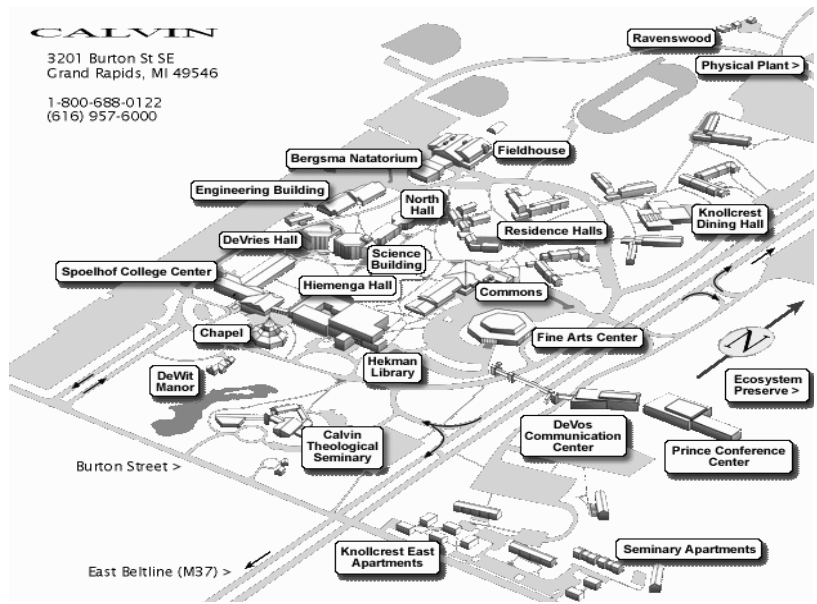 CALVIN
3201 Burton St SE
Grand Rapids, MI 49546
1-800-688-0122
(616) 957-6000
Ravenswood
Physical Plant >
Fieldhouse
Bergsma Natatorium
Engineering Building
North
Hall
Knollcrest
Dining Hall
DeVries Hall
Residence Halls
Science
Building
Spoelhof College Center
Hiemenga Hall
Commons
Chapel
Fine Arts Center
N
Hekman
Library
DeWit
Manor
Ecosystem
Preserve >
DeVos
Communication
Center
Calvin
Theological
Seminary
Prince Conference
Center
Burton Street >
Knollcrest East
Apartments
Seminary Apartments
East Beltline (M37) >